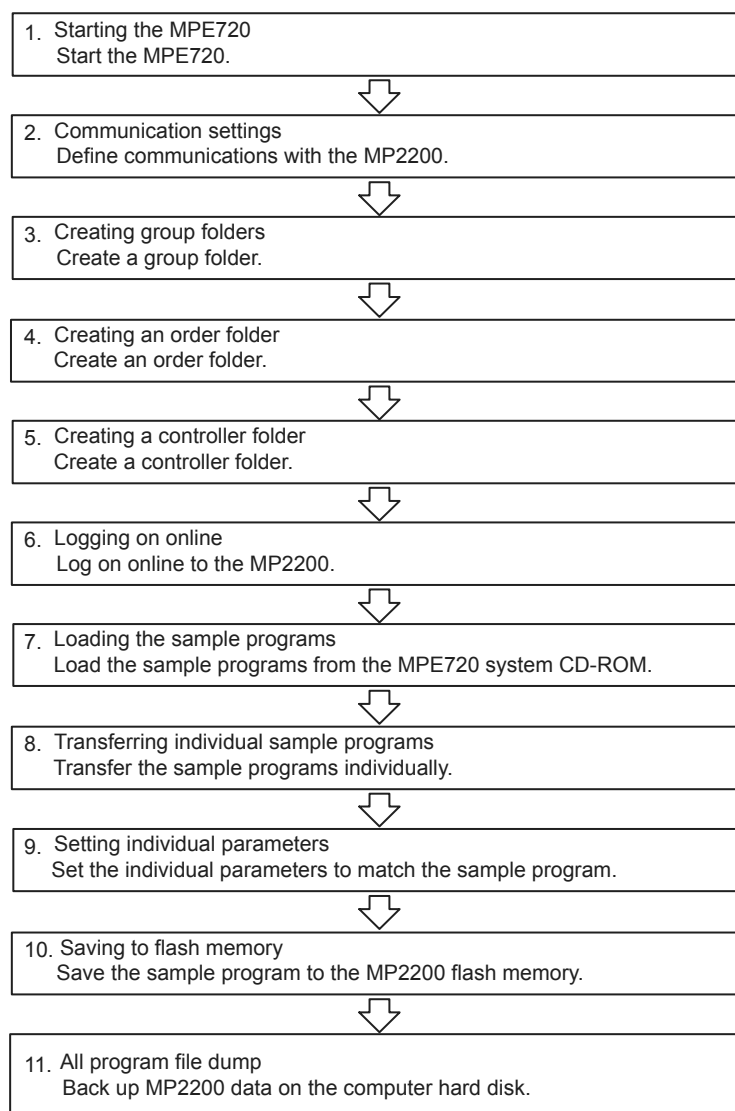 1. Starting the MPE720
Start the MPE720.
2. Communication settings
Define communications with the MP2200.
3. Creating group folders
Create a group folder.
4. Creating an order folder
Create an order folder.
5. Creating a controller folder
Create a controller folder.
6. Logging on online
Log on online to the MP2200.
7. Loading the sample programs
Load the sample programs from the MPE720 system CD-ROM.
8. Transferring individual sample programs
Transfer the sample programs individually.
9. Setting individual parameters
Set the individual parameters to match the sample program.
10. Saving to flash memory
Save the sample program to the MP2200 flash memory.
11. All program file dump
Back up MP2200 data on the computer hard disk.